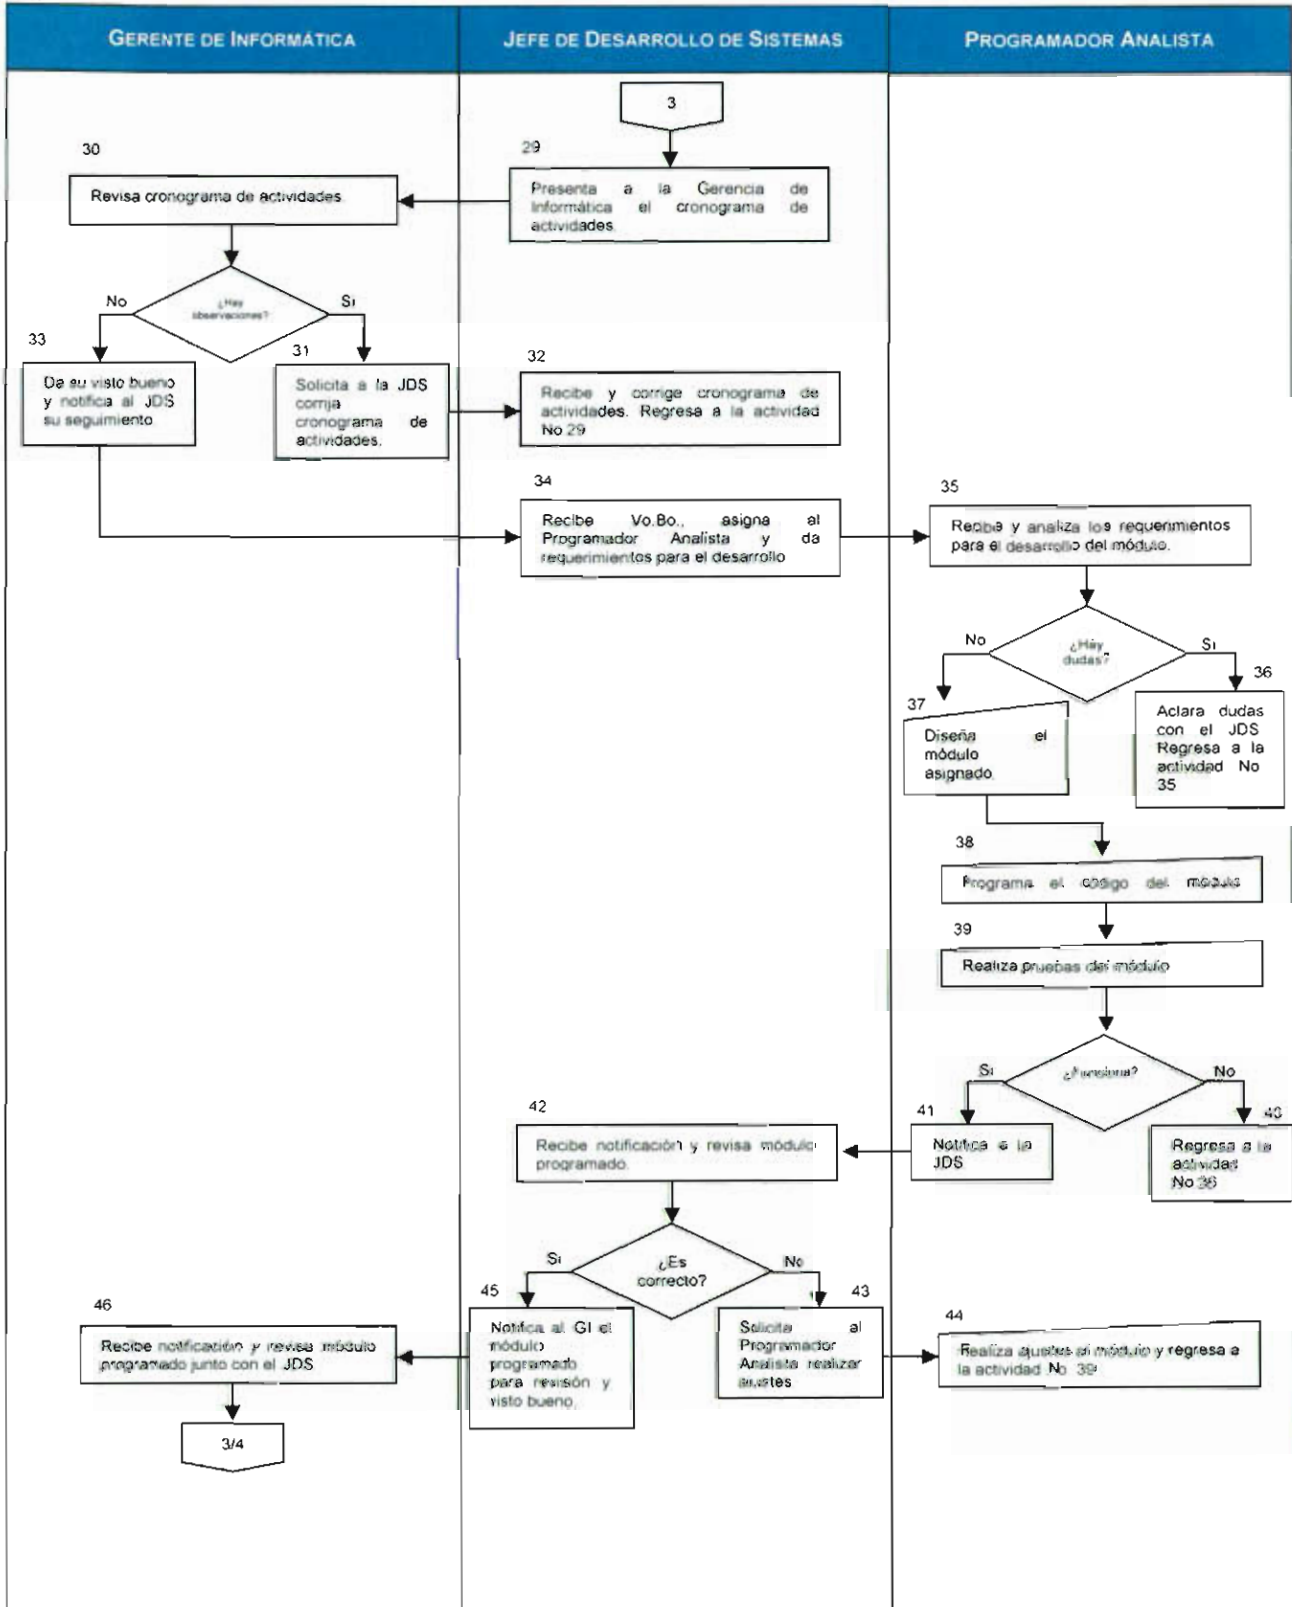 GERENTE DE INFORMÁTICA
JEFE DE DESARROLLO DE SISTEMAS
PROGRAMADOR ANALISTA
3
29
Presenta a la Gerencia de
Informática el cronograma de
actividades.
30
Revisa cronograma de actividades.
¿Hay
observaciones?
No
Si
33
Da su visto bueno
y notifica al JDS
su seguimiento
31
Solicita a la JDS
corrija
cronograma de
actividades.
32
Recibe y corrige cronograma de
actividades. Regresa a la actividad
No 29
34
Recibe Vo.Bo., asigna al
Programador Analista y da
requerimientos para el desarrollo
35
Recibe y analiza los requerimientos
para el desarrollo del módulo.
¿Hay
dudas?
No
Si
36
Aclara dudas
con el JDS
Regresa a la
actividad No
35
37
Diseña el
módulo
asignado.
38
Programa el código del módulo
39
Realiza pruebas del módulo
¿Funciona?
Si
No
40
Regresa a la
actividad
No
41
Notifica a la
JDS
42
Recibe notificación y revisa módulo
programado.
¿Es
correcto?
Si
No
43
Solicita al
Programador
Analista realizar
ajustes
44
Realiza ajustes al módulo y regresa a
la actividad No 39
45
Notifica al GI el
módulo
programado
para revisión y
visto bueno.
46
Recibe notificación y revisa módulo
programado junto con el JDS
3/4